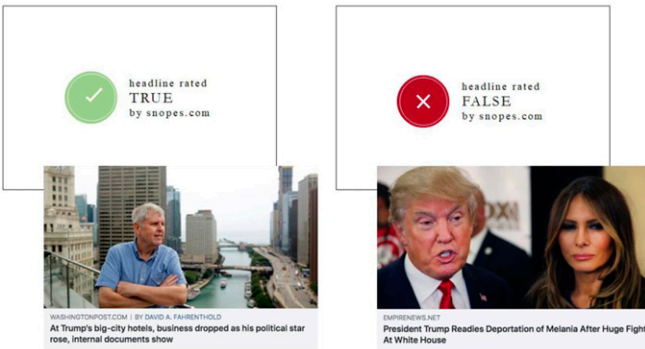 headline rated
TRUE
by snopes.com
WASHINGTONPOST.COM | BY DAVID A. FAHRENTHOLD
At Trump's big-city hotels, business dropped as his political star
rose, internal documents show
headline rated
FALSE
by snopes.com
EMPIRENEWS.NET
President Trump Readies Deportation of Melania After Huge Fight
At White House